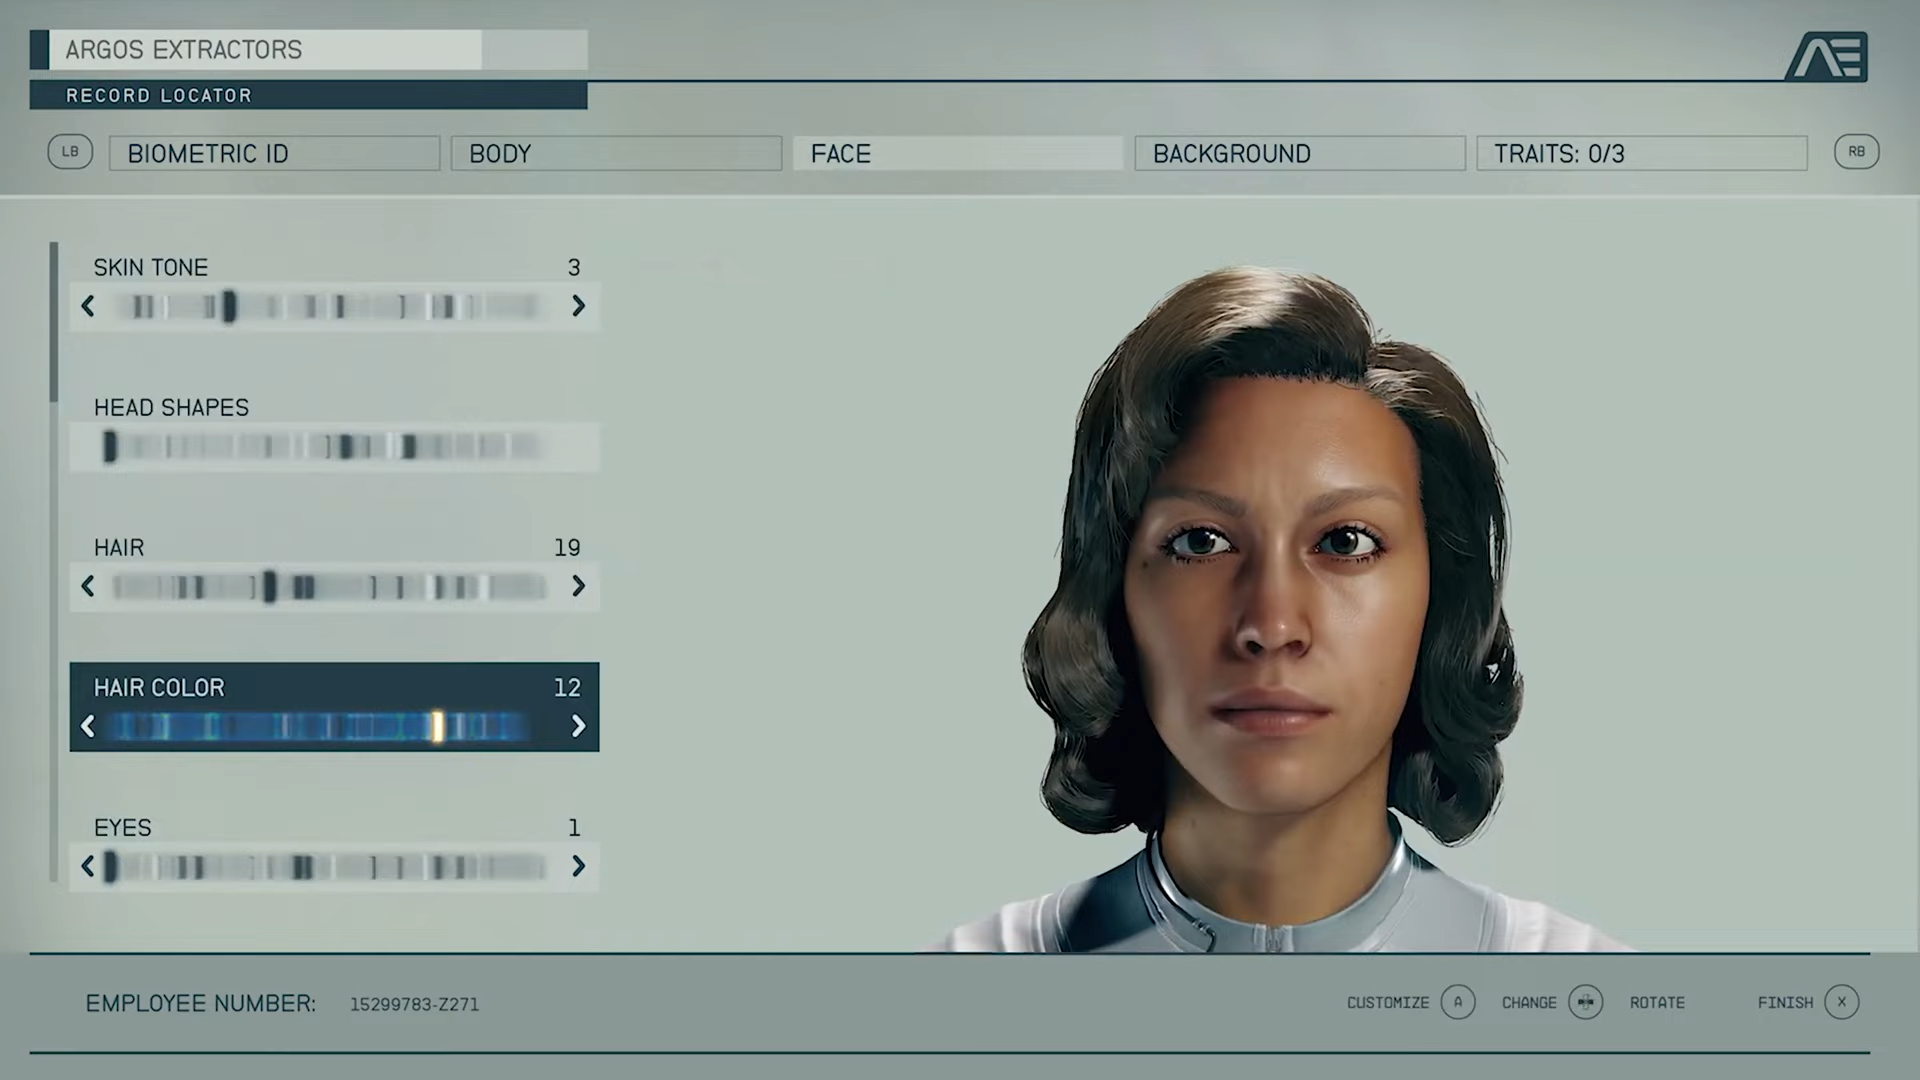 ARGOS EXTRACTORS
AE
RECORD LOCATOR
LB BIOMETRIC ID BODY FACE BACKGROUND TRAITS: 0/3 RB
SKIN TONE 3
HEAD SHAPES
HAIR 19
HAIR COLOR 12
EYES 1
EMPLOYEE NUMBER: 15299783-Z271 CUSTOMIZE A CHANGE ROTATE FINISH X